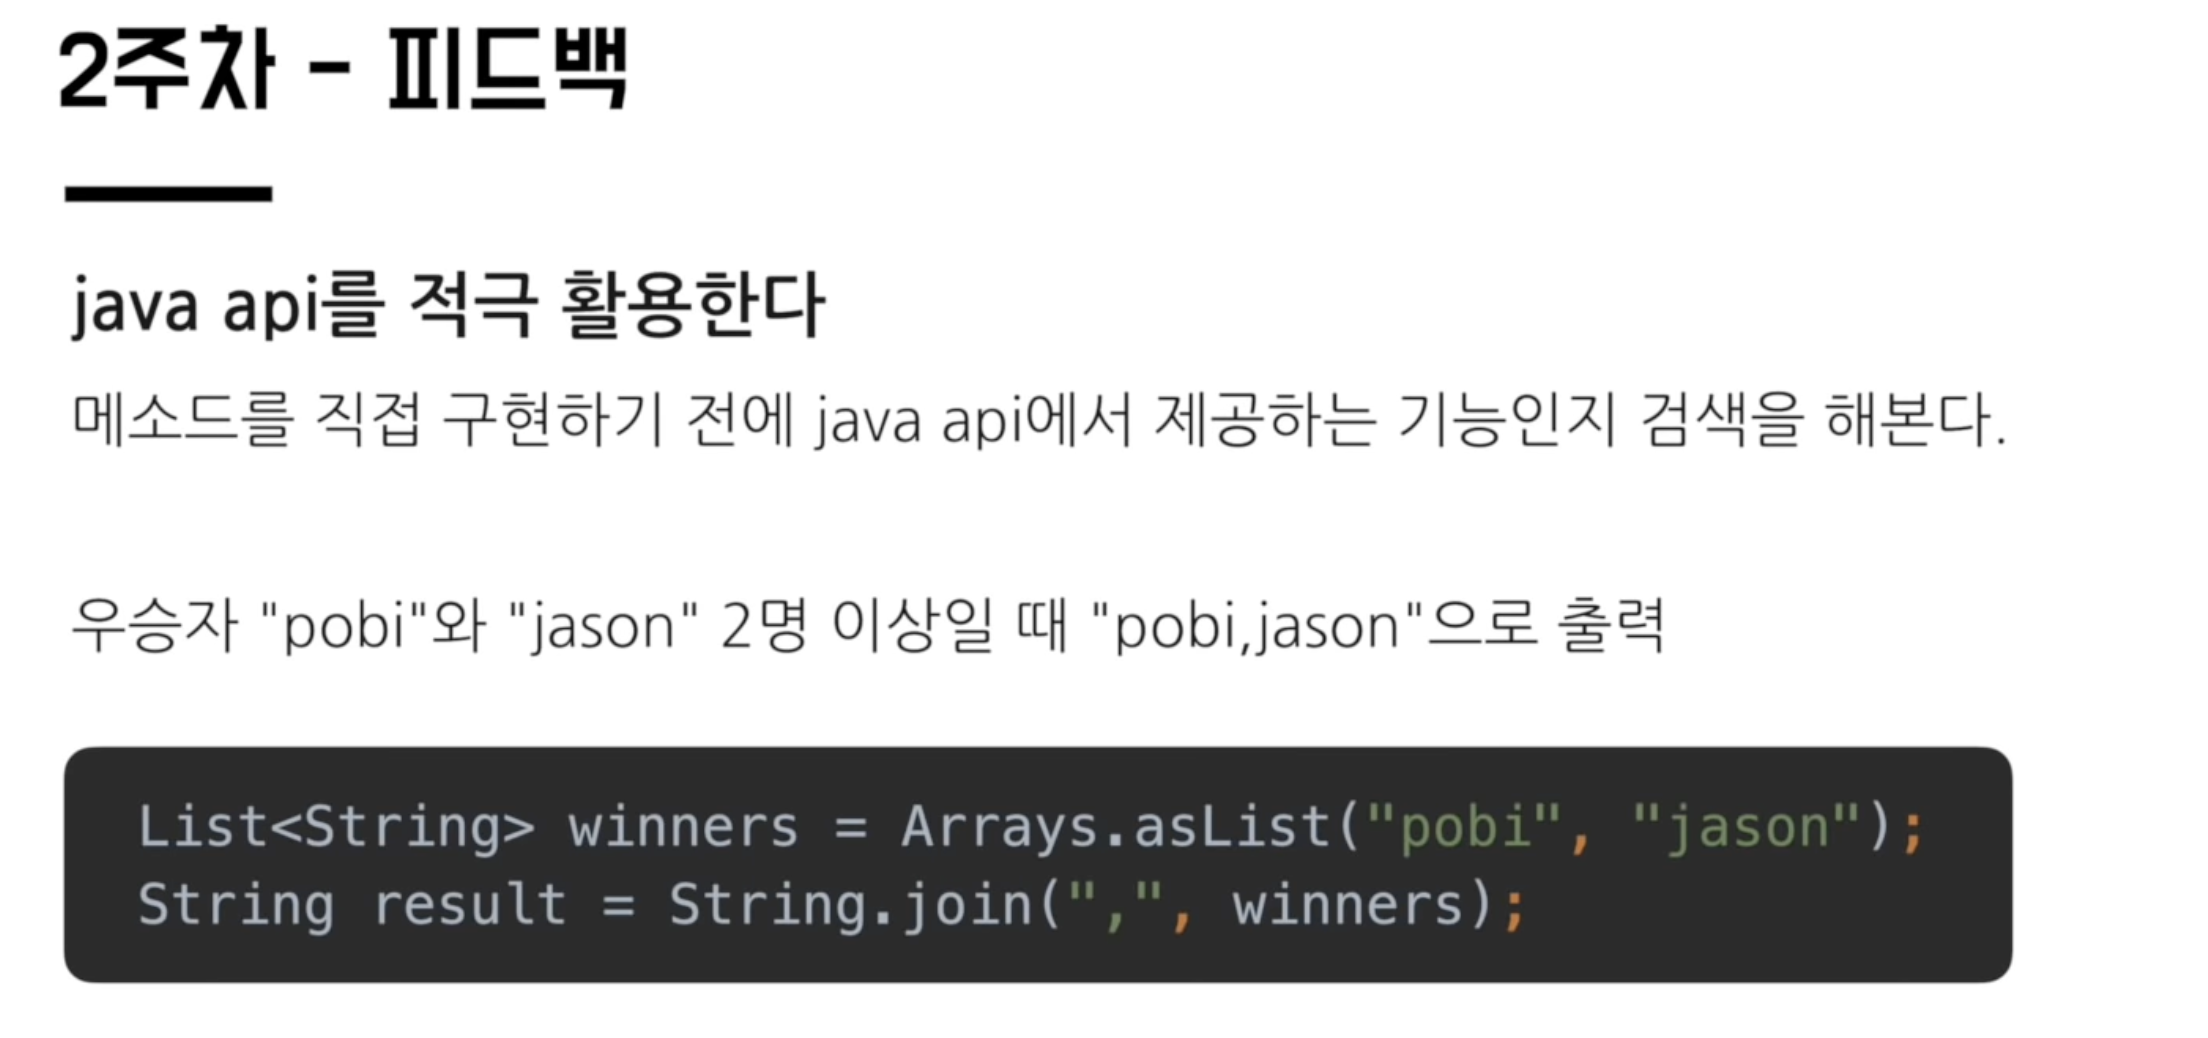 2주차 - 피드백
java api를 적극 활용한다
메소드를 직접 구현하기 전에 java api에서 제공하는 기능인지 검색을 해본다.
우승자 "pobi"와 "jason" 2명 이상일 때 "pobi,jason"으로 출력
List<String> winners = Arrays.asList("pobi", "jason");
String result = String.join(",", winners);